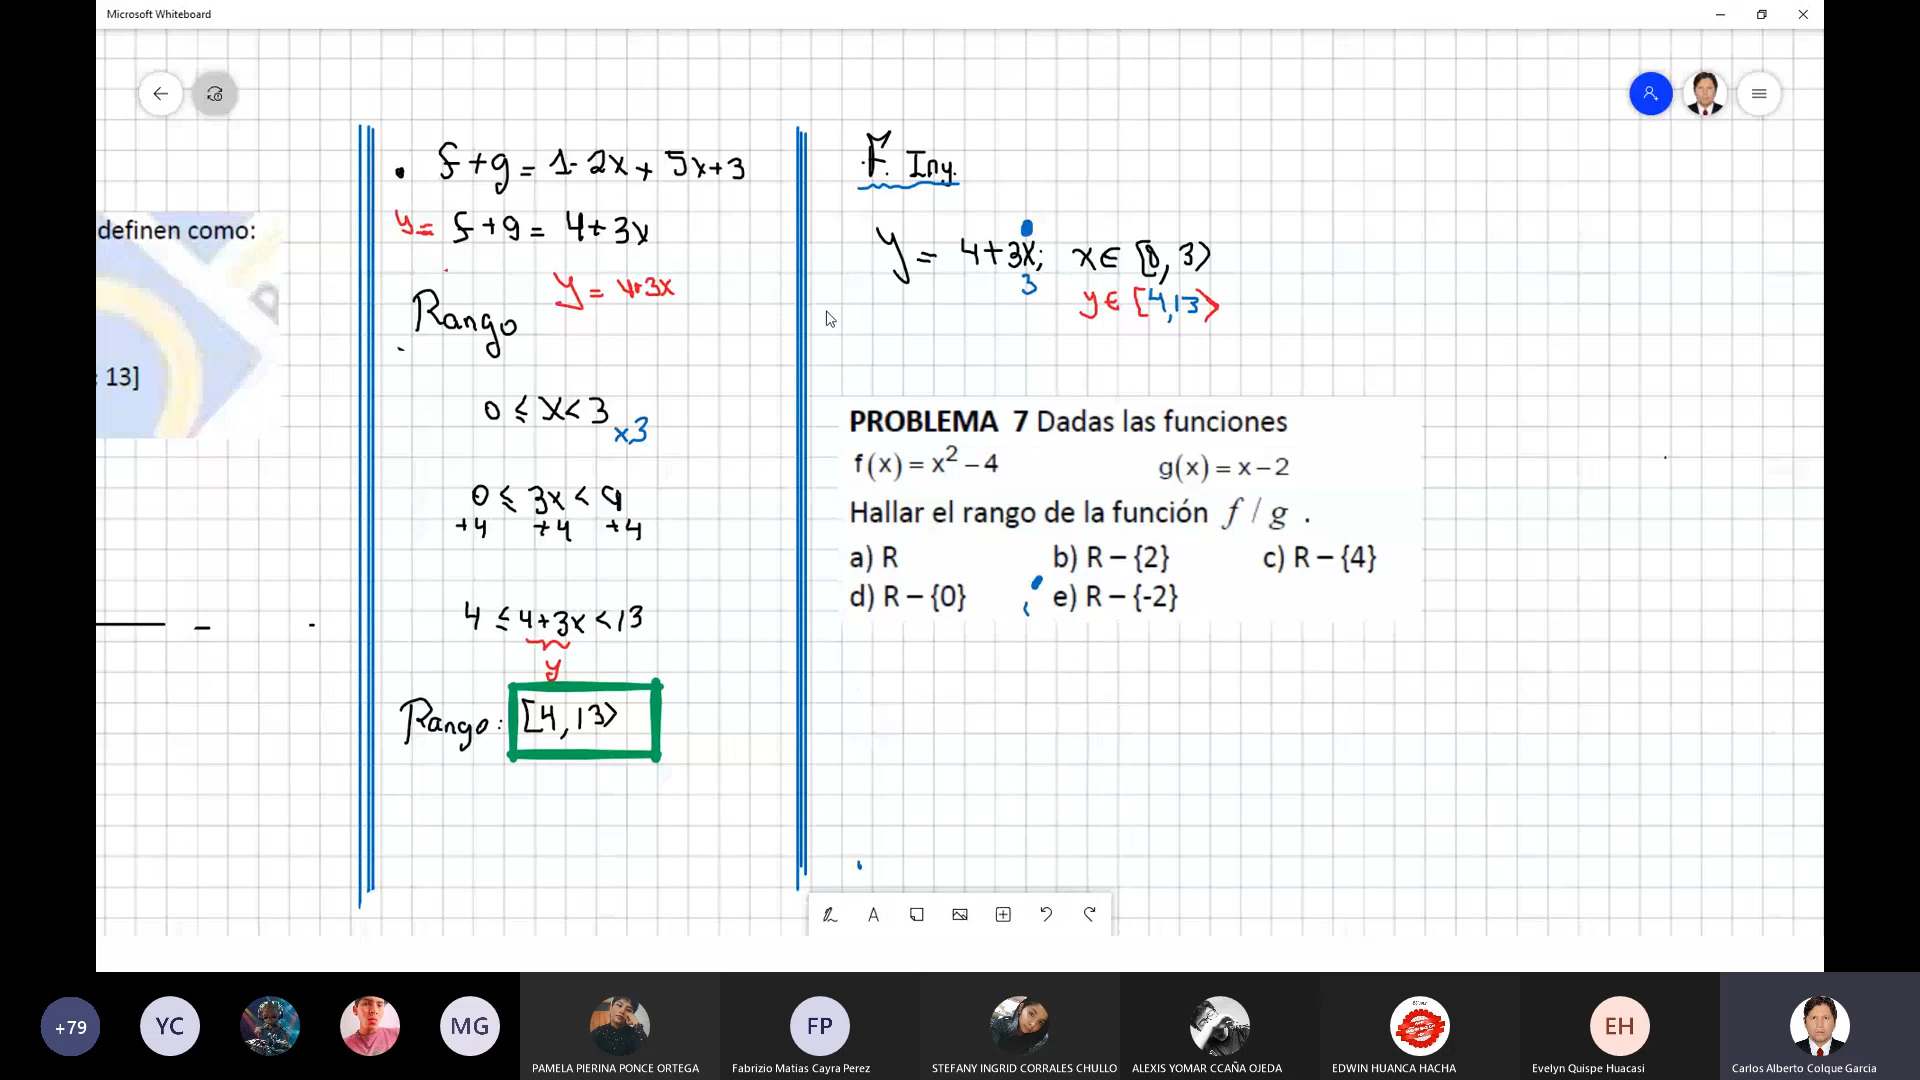 Microsoft Whiteboard
definen como:
13]
• f+g = 1-2x + 5x+3
y = f+g = 4+3x
y = 4+3x
Rango
0 ≤ x < 3
x3
0 ≤ 3x < 9
+4 +4 +4
4 ≤ 4+3x < 13
y
Rango: [4, 13⟩
F. Iny.
y = 4+3x; x ∈ [0, 3⟩
3
y ∈ [4, 13⟩
PROBLEMA 7 Dadas las funciones
f(x) = x² – 4 g(x) = x – 2
Hallar el rango de la función f / g .
a) R b) R – {2} c) R – {4}
d) R – {0} e) R – {-2}
+79
YC
MG
FP
EH
PAMELA PIERINA PONCE ORTEGA
Fabrizio Matias Cayra Perez
STEFANY INGRID CORRALES CHULLO
ALEXIS YOMAR CCAÑA OJEDA
EDWIN HUANCA HACHA
Evelyn Quispe Huacasi
Carlos Alberto Colque Garcia